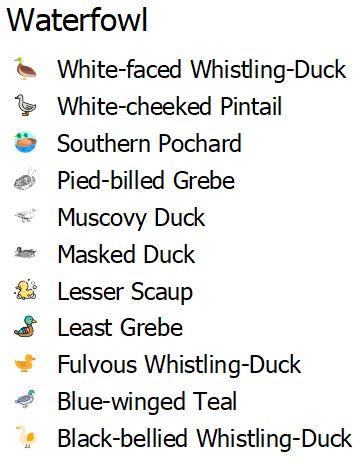 Waterfowl
White-faced Whistling-Duck
White-cheeked Pintail
Southern Pochard
Pied-billed Grebe
Muscovy Duck
Masked Duck
Lesser Scaup
Least Grebe
Fulvous Whistling-Duck
Blue-winged Teal
Black-bellied Whistling-Duck